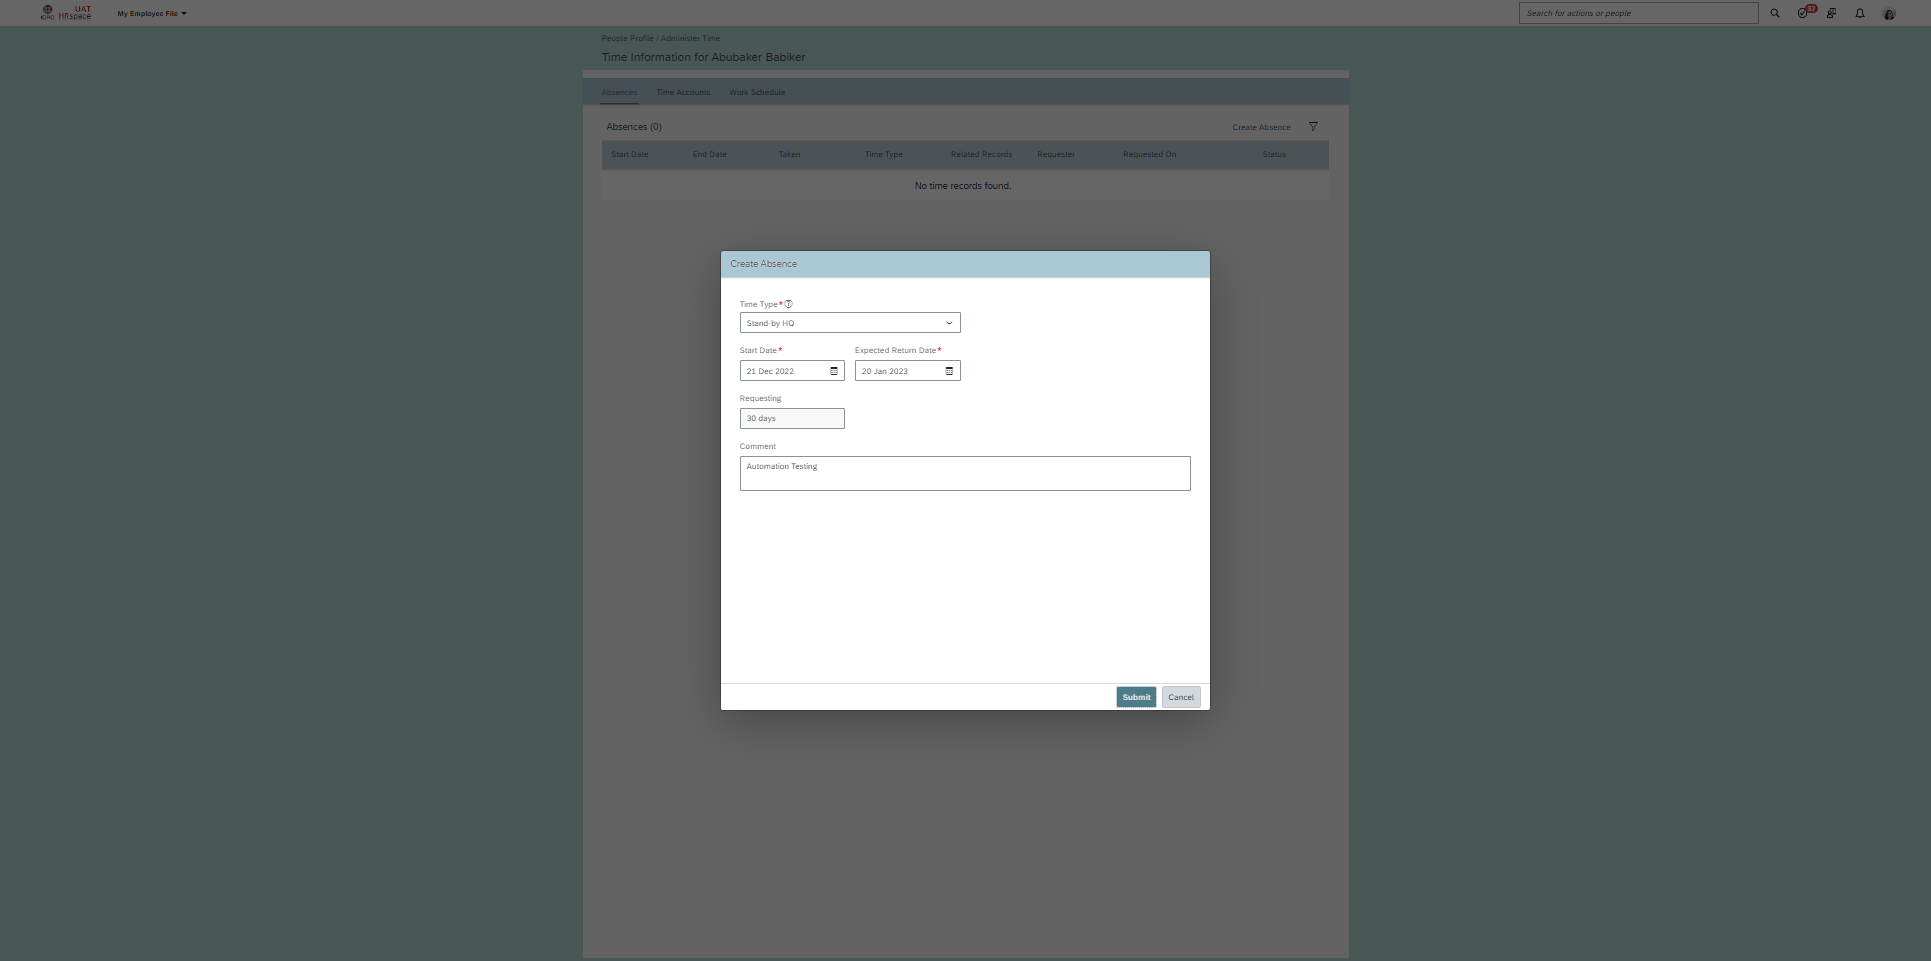 UAT
ICRC HRspace
My Employee File
Search for actions or people
37
People Profile / Administer Time
Time Information for Abubaker Babiker
Absences Time Accounts Work Schedule
Absences (0)
Create Absence
Start Date End Date Taken Time Type Related Records Requester Requested On Status
No time records found.
Create Absence
Time Type*
Stand-by HQ
Start Date* Expected Return Date*
21 Dec 2022 20 Jan 2023
Requesting
30 days
Comment
Automation Testing
Submit Cancel